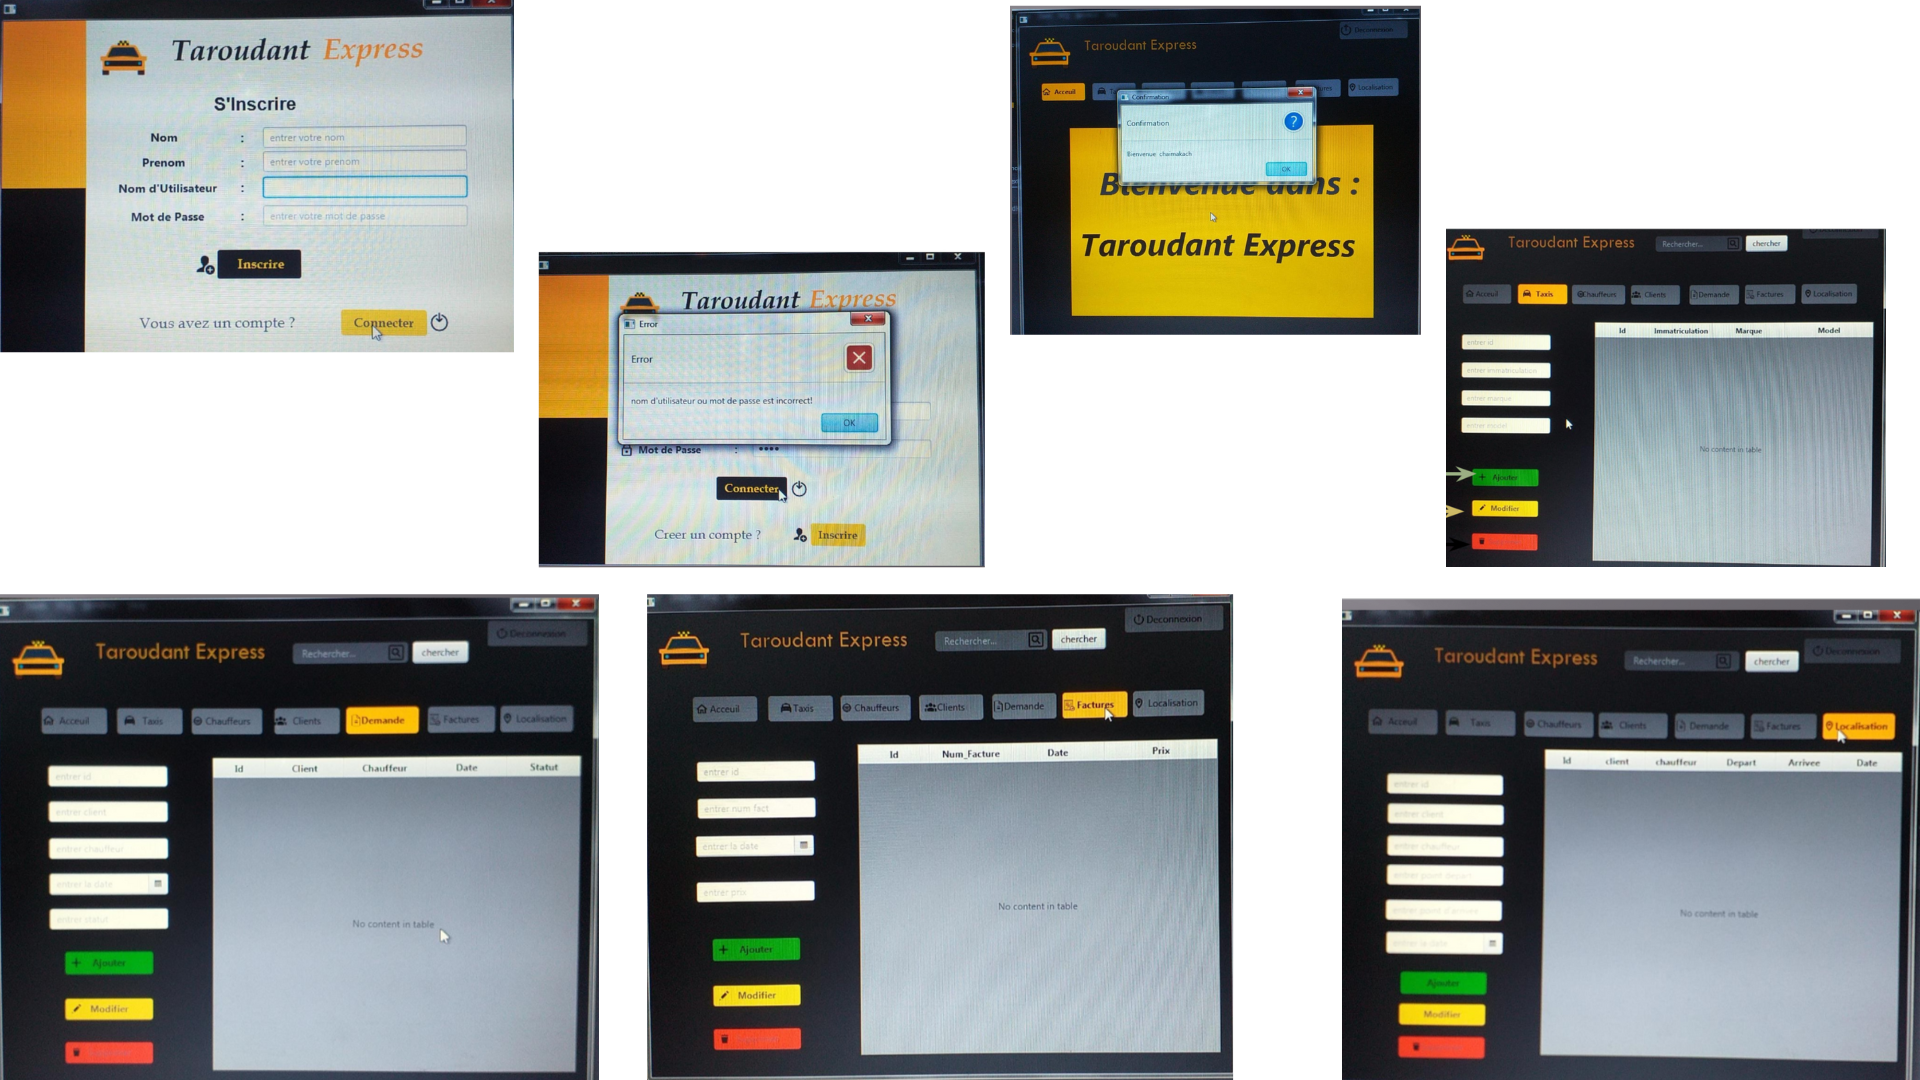 Taroudant Express
S'Inscrire
Nom : entrer votre nom
Prenom : entrer votre prenom
Nom d'Utilisateur :
Mot de Passe : entrer votre mot de passe
Inscrire
Vous avez un compte ? Connecter
Taroudant Express
Error
Error
nom d'utilisateur ou mot de passe est incorrect!
OK
Mot de Passe :
Connecter
Creer un compte ? Inscrire
Deconnexion
Taroudant Express
Acceuil Localisation
Confirmation
Confirmation
Bienvenue chaimakach
OK
Bienvenue dans :
Taroudant Express
Taroudant Express Rechercher... chercher
Acceuil Taxis Chauffeurs Clients Demande Factures Localisation
Id Immatriculation Marque Model
entrer id
entrer immatriculation
entrer marque
entrer model
No content in table
Ajouter
Modifier
Deconnexion
Taroudant Express Rechercher... chercher
Acceuil Taxis Chauffeurs Clients Demande Factures Localisation
Id Client Chauffeur Date Statut
entrer id
entrer client
entrer chauffeur
entrer la date
entrer statut
No content in table
Ajouter
Modifier
Deconnexion
Taroudant Express Rechercher... chercher
Acceuil Taxis Chauffeurs Clients Demande Factures Localisation
Id Num_Facture Date Prix
entrer id
entrer num fact
entrer la date
entrer prix
No content in table
Ajouter
Modifier
Deconnexion
Taroudant Express Rechercher... chercher
Acceuil Taxis Chauffeurs Clients Demande Factures Localisation
Id client chauffeur Depart Arrivee Date
entrer id
entrer client
entrer chauffeur
entrer point depart
entrer point d'arrivee
entrer la date
No content in table
Ajouter
Modifier